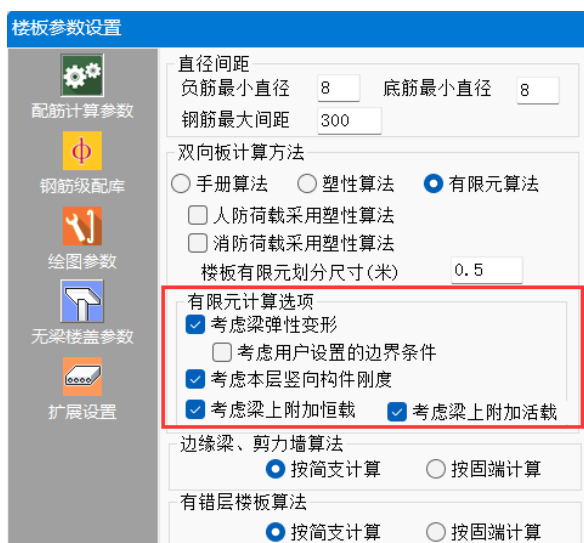 楼板参数设置
配筋计算参数
钢筋级配库
绘图参数
无梁楼盖参数
扩展设置
直径间距
负筋最小直径 8 底筋最小直径 8
钢筋最大间距 300
双向板计算方法
手册算法 塑性算法 有限元算法
人防荷载采用塑性算法
消防荷载采用塑性算法
楼板有限元划分尺寸(米) 0.5
有限元计算选项
考虑梁弹性变形
考虑用户设置的边界条件
考虑本层竖向构件刚度
考虑梁上附加恒载 考虑梁上附加活载
边缘梁、剪力墙算法
按简支计算 按固端计算
有错层楼板算法
按简支计算 按固端计算